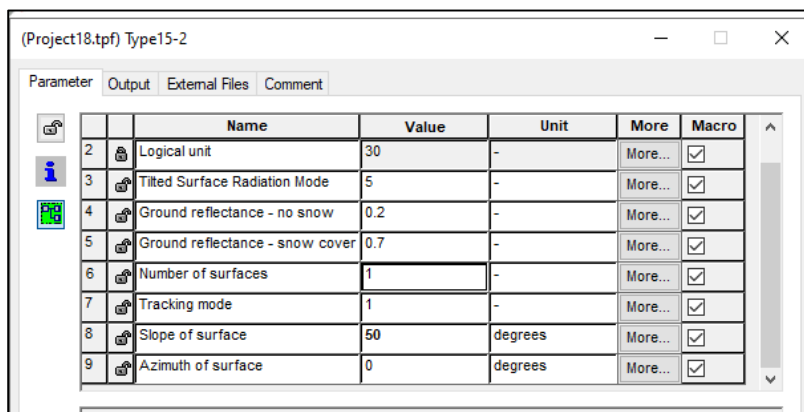 (Project18.tpf) Type15-2
Parameter Output External Files Comment
Name Value Unit More Macro
2 Logical unit 30 - More...
3 Tilted Surface Radiation Mode 5 - More...
4 Ground reflectance - no snow 0.2 - More...
5 Ground reflectance - snow cover 0.7 - More...
6 Number of surfaces 1 - More...
7 Tracking mode 1 - More...
8 Slope of surface 50 degrees More...
9 Azimuth of surface 0 degrees More...